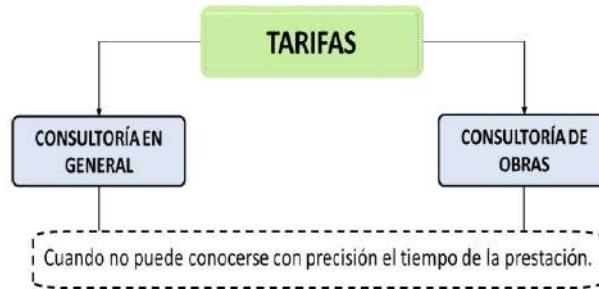 TARIFAS
CONSULTORÍA EN
GENERAL
CONSULTORÍA DE
OBRAS
Cuando no puede conocerse con precisión el tiempo de la prestación.